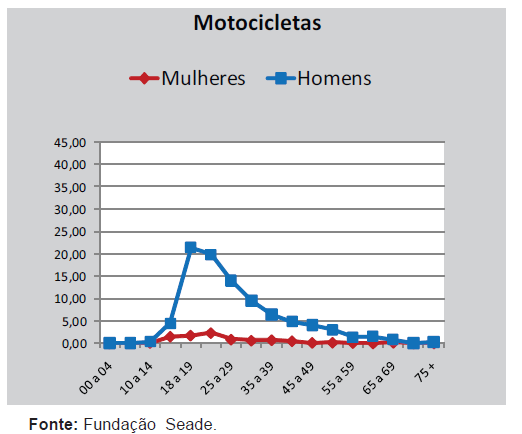 Motocicletas
Mulheres Homens
45,00
40,00
35,00
30,00
25,00
20,00
15,00
10,00
5,00
0,00
00 a 04 10 a 14 18 a 19 25 a 29 35 a 39 45 a 49 55 a 59 65 a 69 75 +
Fonte: Fundação Seade.